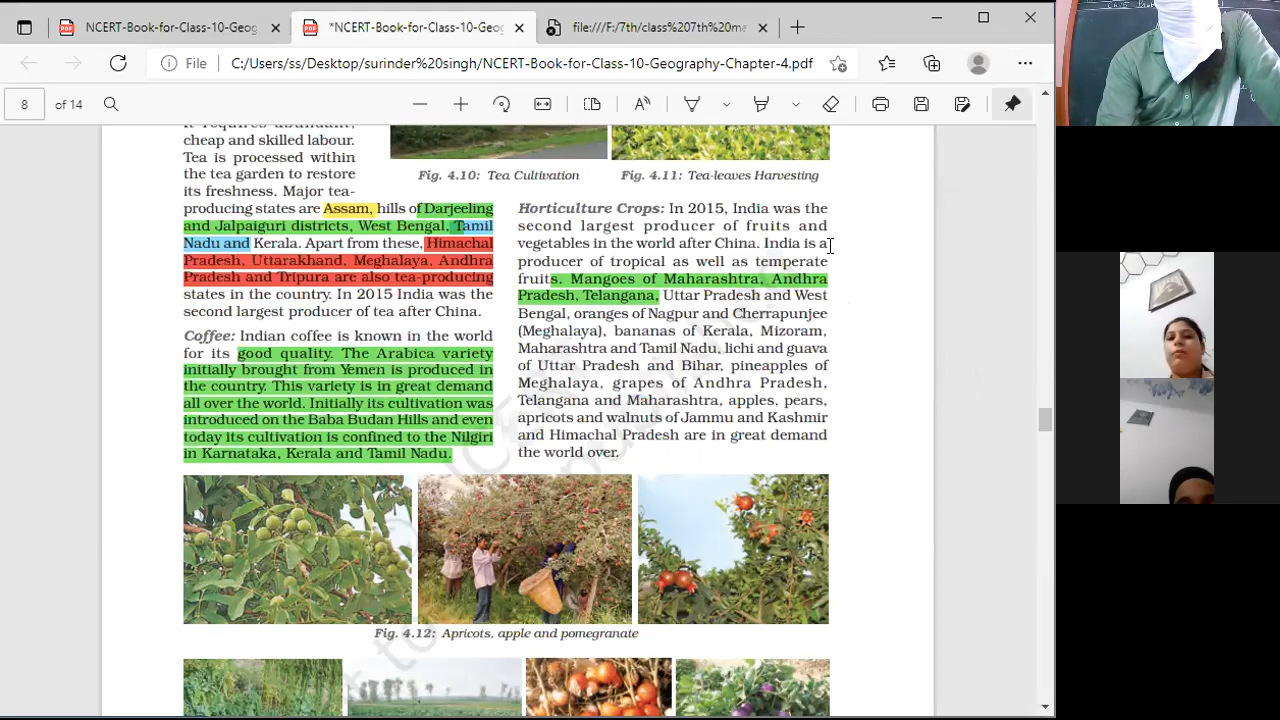 NCERT-Book-for-Class-10-Geog
*NCERT-Book-for-Class-10-Geog
file:///F:/7th/class%207th%20ma
File
C:/Users/ss/Desktop/surinder%20singh/NCERT-Book-for-Class-10-Geography-Chapter-4.pdf
8 of 14
it requires abundant,
cheap and skilled labour.
Tea is processed within
the tea garden to restore
its freshness. Major tea-
producing states are Assam, hills of Darjeeling
and Jalpaiguri districts, West Bengal, Tamil
Nadu and Kerala. Apart from these, Himachal
Pradesh, Uttarakhand, Meghalaya, Andhra
Pradesh and Tripura are also tea-producing
states in the country. In 2015 India was the
second largest producer of tea after China.
Coffee: Indian coffee is known in the world
for its good quality. The Arabica variety
initially brought from Yemen is produced in
the country. This variety is in great demand
all over the world. Initially its cultivation was
introduced on the Baba Budan Hills and even
today its cultivation is confined to the Nilgiri
in Karnataka, Kerala and Tamil Nadu.
Fig. 4.10: Tea Cultivation
Fig. 4.11: Tea-leaves Harvesting
Horticulture Crops: In 2015, India was the
second largest producer of fruits and
vegetables in the world after China. India is a
producer of tropical as well as temperate
fruits. Mangoes of Maharashtra, Andhra
Pradesh, Telangana, Uttar Pradesh and West
Bengal, oranges of Nagpur and Cherrapunjee
(Meghalaya), bananas of Kerala, Mizoram,
Maharashtra and Tamil Nadu, lichi and guava
of Uttar Pradesh and Bihar, pineapples of
Meghalaya, grapes of Andhra Pradesh,
Telangana and Maharashtra, apples, pears,
apricots and walnuts of Jammu and Kashmir
and Himachal Pradesh are in great demand
the world over.
Fig. 4.12: Apricots, apple and pomegranate